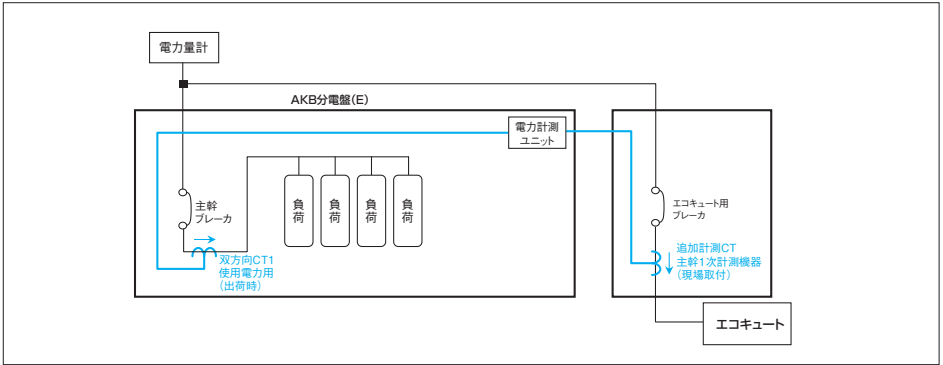 電力量計
AKB分電盤(E)
電力計測
ユニット
主幹
ブレーカ
負荷
負荷
負荷
負荷
双方向CT1
使用電力用
(出荷時)
エコキュート用
ブレーカ
追加計測CT
主幹1次計測機器
(現場取付)
エコキュート